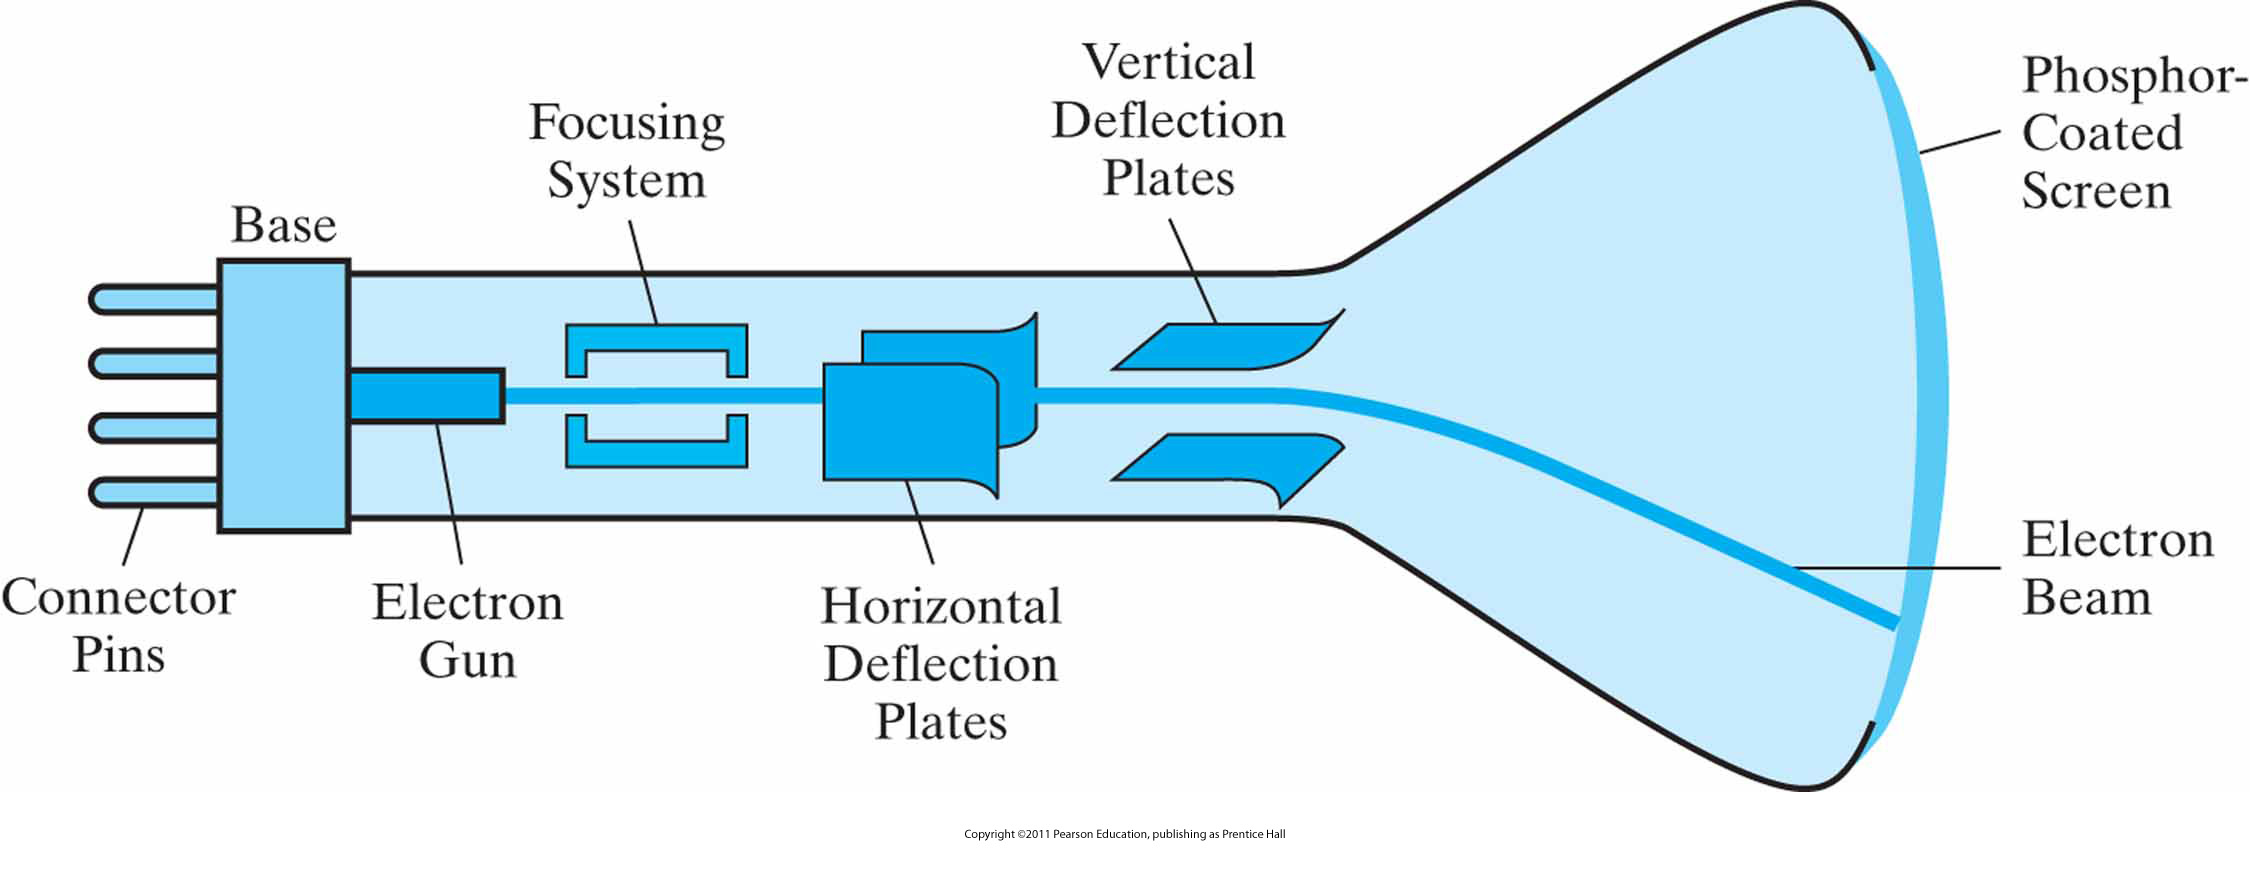 Vertical
Deflection
Plates
Phosphor-
Coated
Screen
Focusing
System
Base
Electron
Beam
Connector
Pins
Electron
Gun
Horizontal
Deflection
Plates
Copyright ©2011 Pearson Education, publishing as Prentice Hall